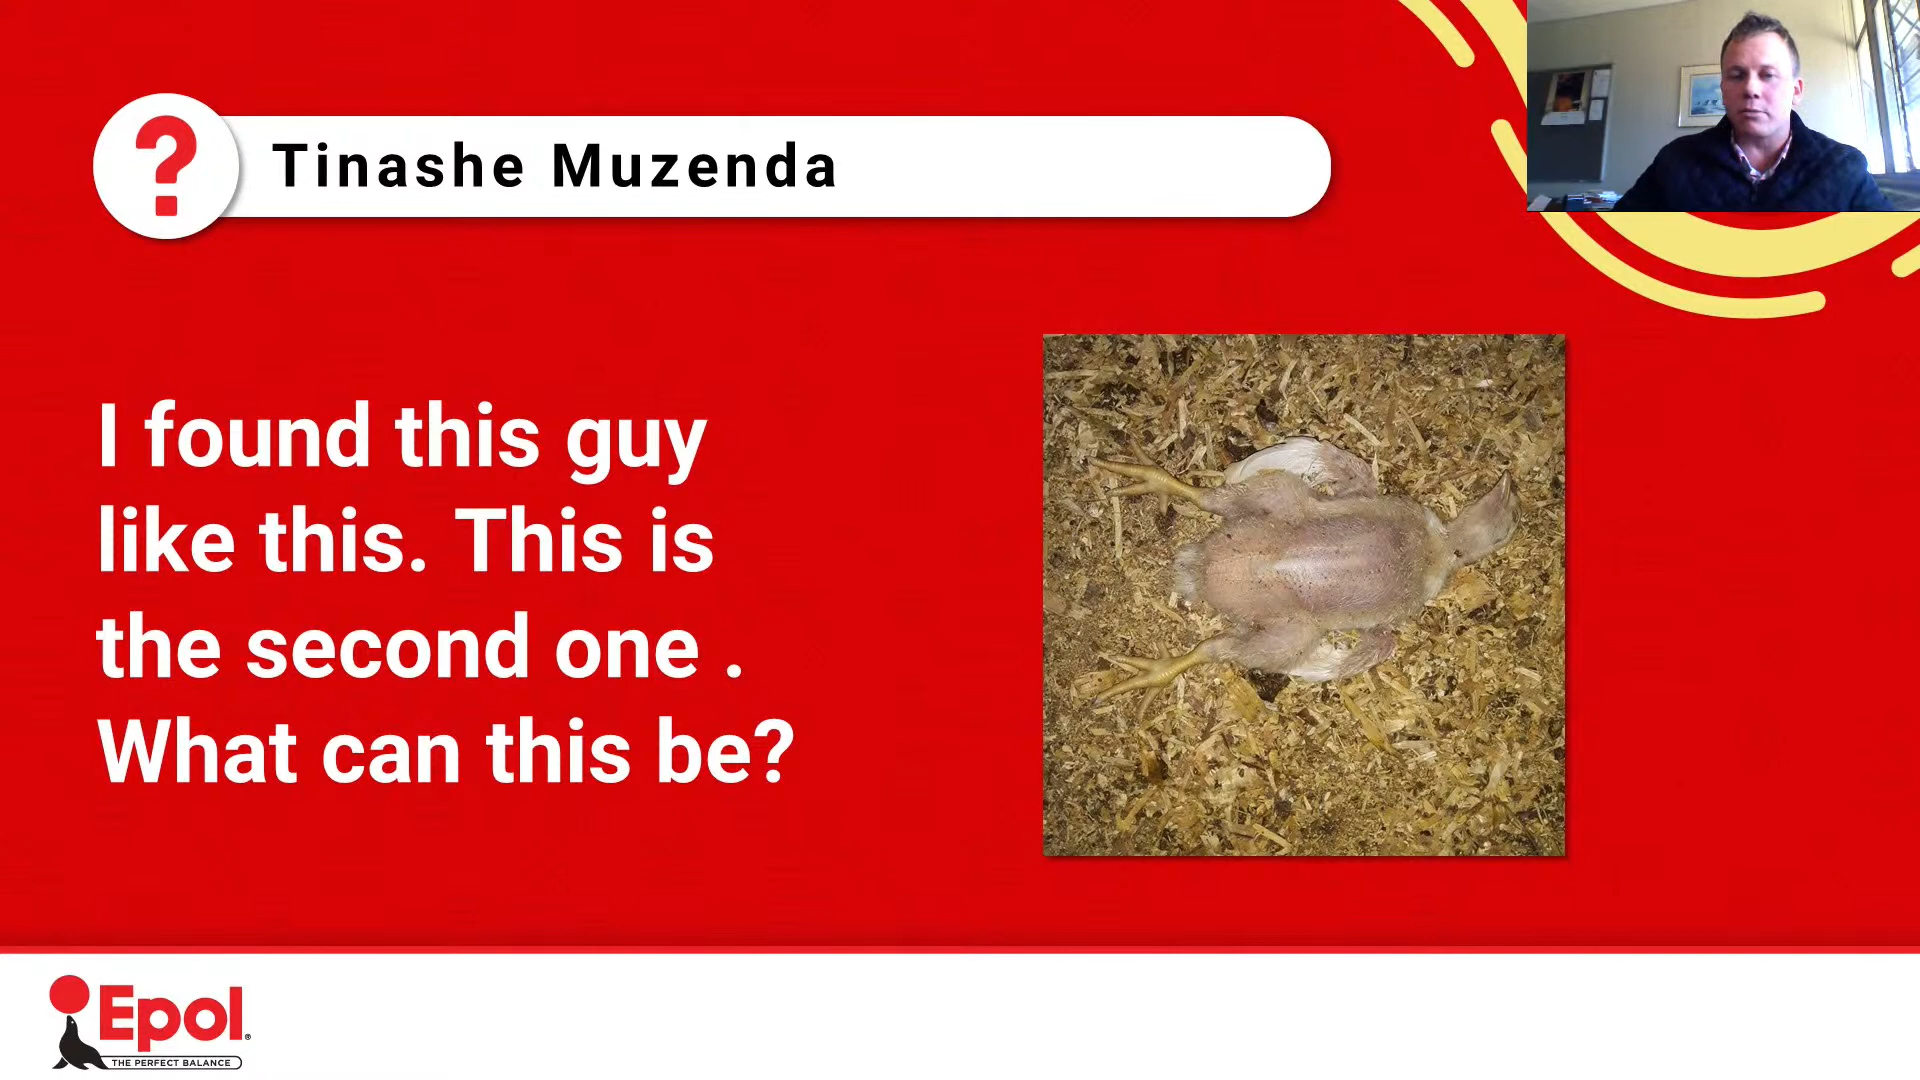 ?
Tinashe Muzenda
I found this guy
like this. This is
the second one .
What can this be?
Epol®
THE PERFECT BALANCE